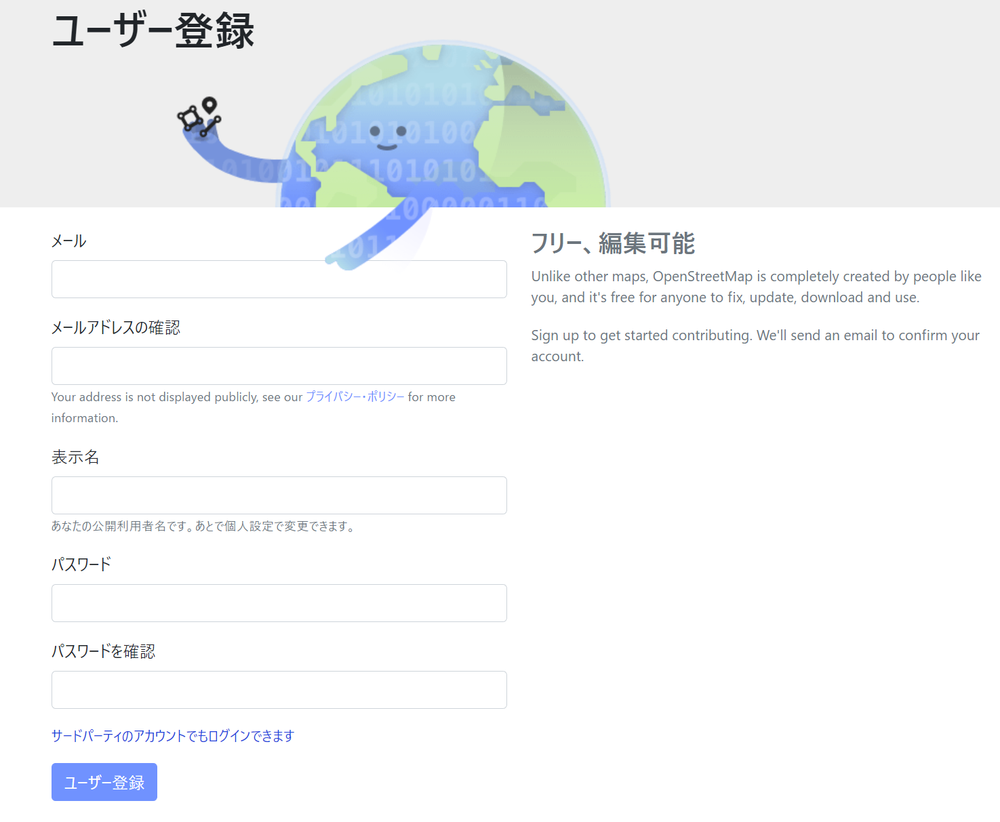 ユーザー登録
メール
メールアドレスの確認
Your address is not displayed publicly, see our プライバシー・ポリシー for more
information.
表示名
あなたの公開利用者名です。あとで個人設定で変更できます。
パスワード
パスワードを確認
サードパーティのアカウントでもログインできます
ユーザー登録
フリー、編集可能
Unlike other maps, OpenStreetMap is completely created by people like
you, and it's free for anyone to fix, update, download and use.
Sign up to get started contributing. We'll send an email to confirm your
account.